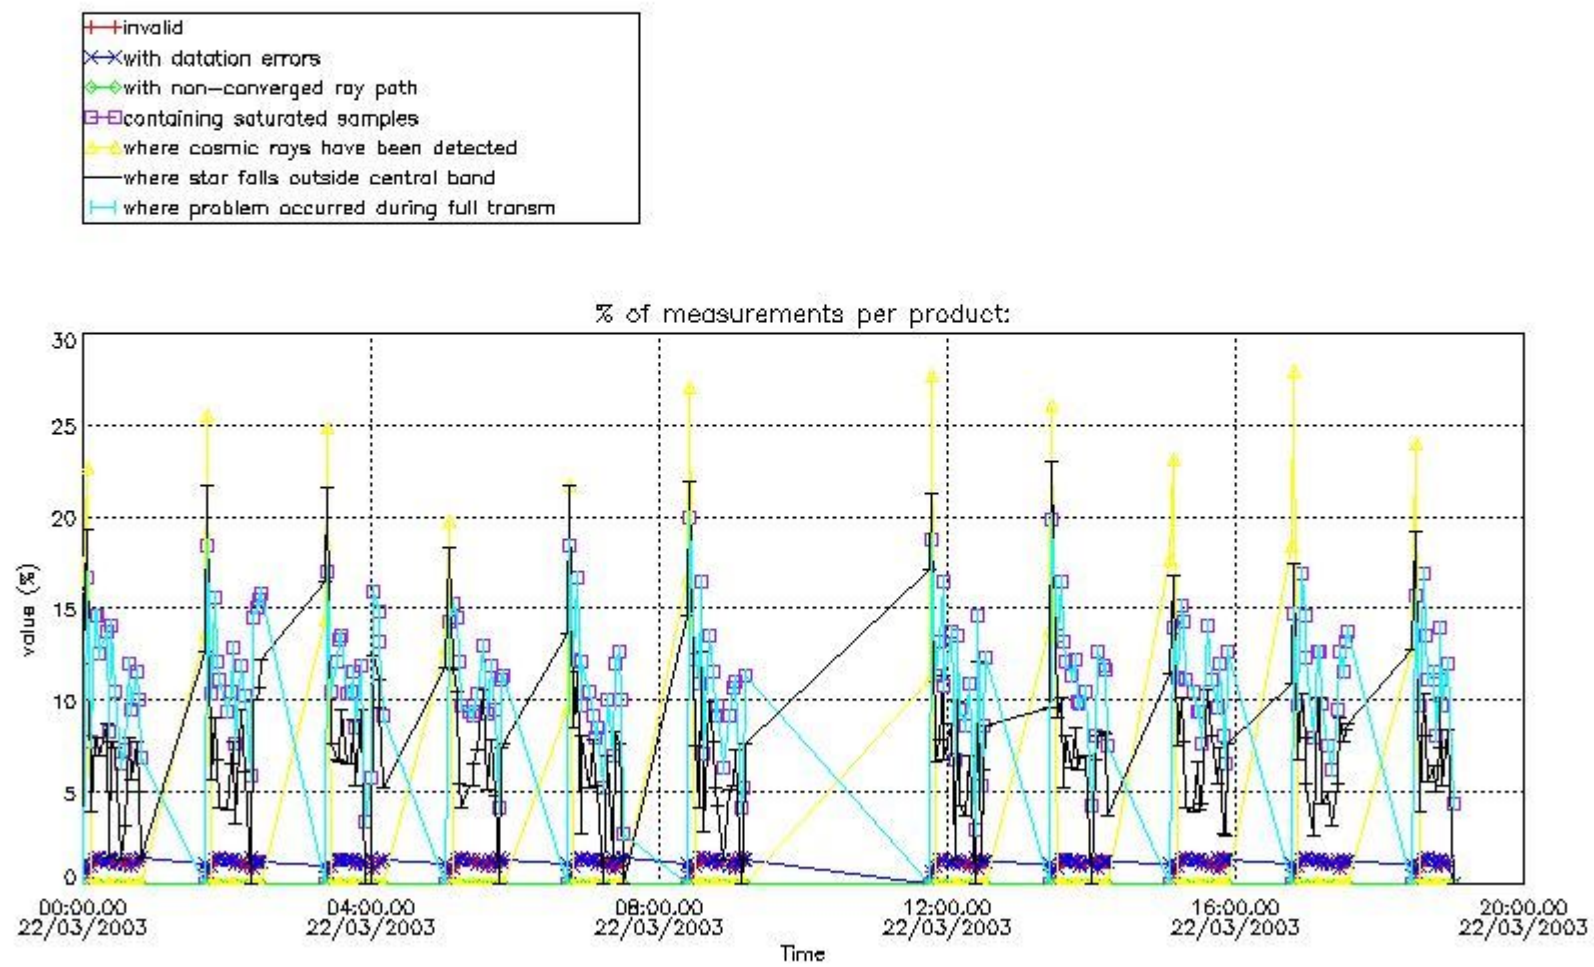 invalid
with datation errors
with non-converged ray path
containing saturated samples
where cosmic rays have been detected
where star falls outside central band
where problem occurred during full transm
% of measurements per product:
30
25
20
15
10
5
0
value (%)
00:00.00 04:00.00 08:00.00 12:00.00 16:00.00 20:00.00
22/03/2003 22/03/2003 22/03/2003 22/03/2003 22/03/2003 22/03/2003
Time